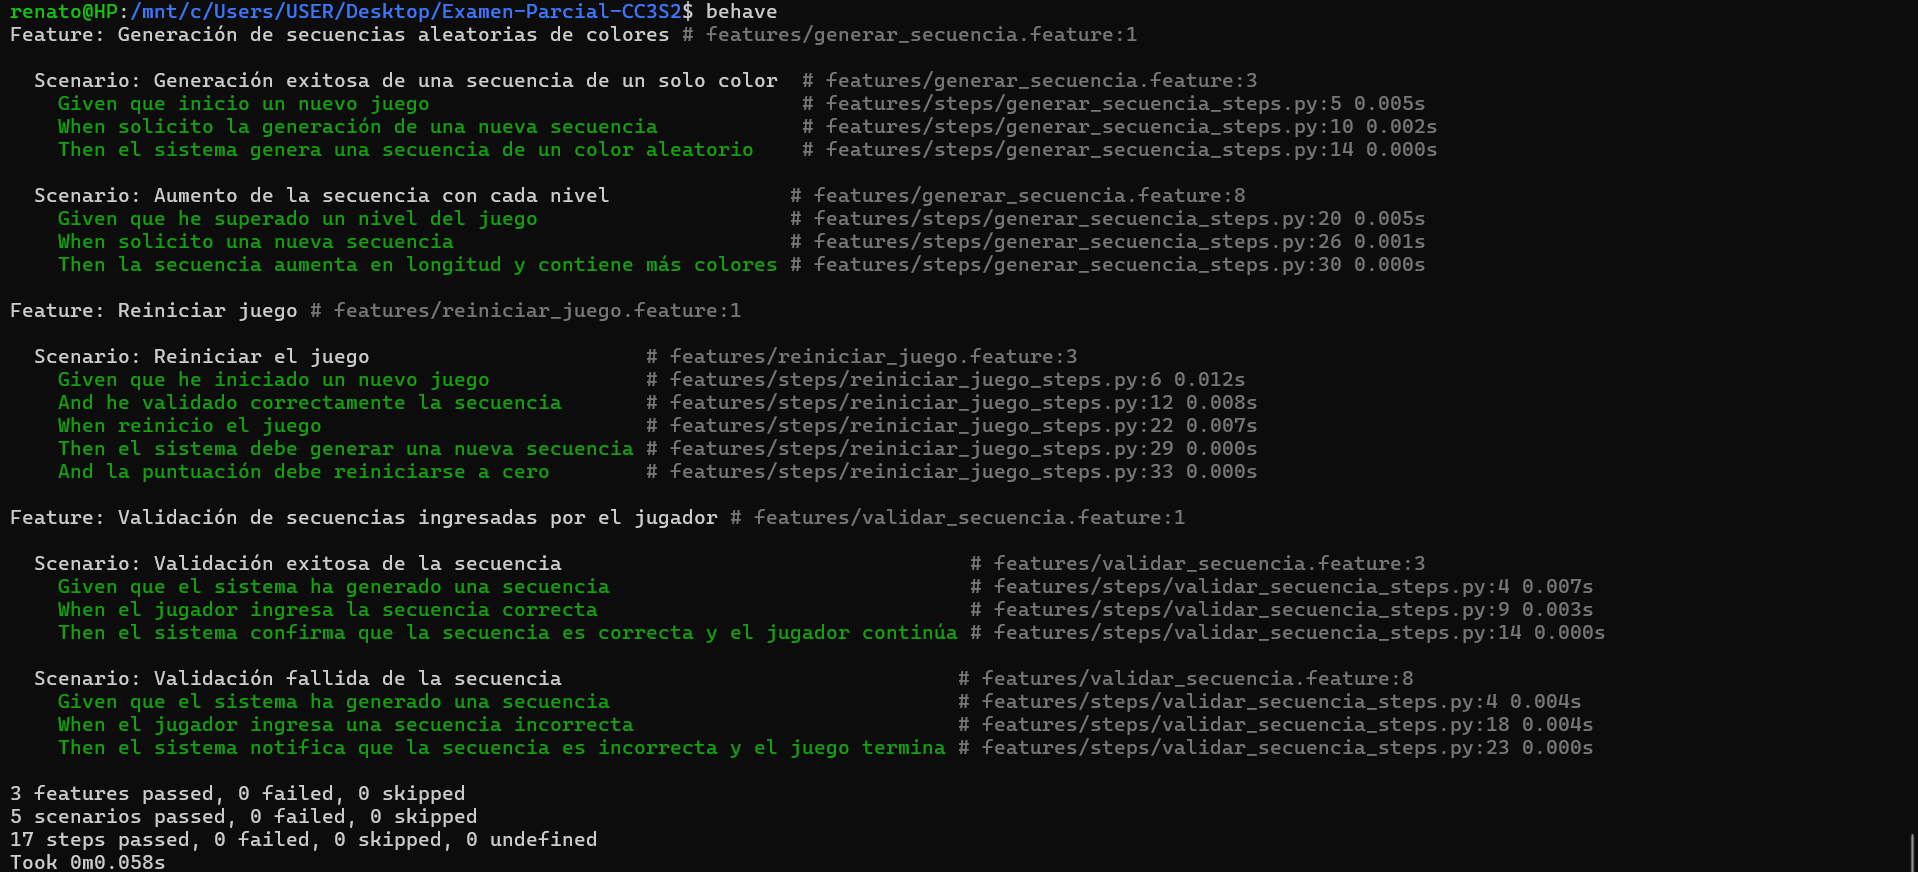 renato@HP:/mnt/c/Users/USER/Desktop/Examen-Parcial-CC3S2$ behave
Feature: Generación de secuencias aleatorias de colores # features/generar_secuencia.feature:1
Scenario: Generación exitosa de una secuencia de un solo color # features/generar_secuencia.feature:3
Given que inicio un nuevo juego # features/steps/generar_secuencia_steps.py:5 0.005s
When solicito la generación de una nueva secuencia # features/steps/generar_secuencia_steps.py:10 0.002s
Then el sistema genera una secuencia de un color aleatorio # features/steps/generar_secuencia_steps.py:14 0.000s
Scenario: Aumento de la secuencia con cada nivel # features/generar_secuencia.feature:8
Given que he superado un nivel del juego # features/steps/generar_secuencia_steps.py:20 0.005s
When solicito una nueva secuencia # features/steps/generar_secuencia_steps.py:26 0.001s
Then la secuencia aumenta en longitud y contiene más colores # features/steps/generar_secuencia_steps.py:30 0.000s
Feature: Reiniciar juego # features/reiniciar_juego.feature:1
Scenario: Reiniciar el juego # features/reiniciar_juego.feature:3
Given que he iniciado un nuevo juego # features/steps/reiniciar_juego_steps.py:6 0.012s
And he validado correctamente la secuencia # features/steps/reiniciar_juego_steps.py:12 0.008s
When reinicio el juego # features/steps/reiniciar_juego_steps.py:22 0.007s
Then el sistema debe generar una nueva secuencia # features/steps/reiniciar_juego_steps.py:29 0.000s
And la puntuación debe reiniciarse a cero # features/steps/reiniciar_juego_steps.py:33 0.000s
Feature: Validación de secuencias ingresadas por el jugador # features/validar_secuencia.feature:1
Scenario: Validación exitosa de la secuencia # features/validar_secuencia.feature:3
Given que el sistema ha generado una secuencia # features/steps/validar_secuencia_steps.py:4 0.007s
When el jugador ingresa la secuencia correcta # features/steps/validar_secuencia_steps.py:9 0.003s
Then el sistema confirma que la secuencia es correcta y el jugador continúa # features/steps/validar_secuencia_steps.py:14 0.000s
Scenario: Validación fallida de la secuencia # features/validar_secuencia.feature:8
Given que el sistema ha generado una secuencia # features/steps/validar_secuencia_steps.py:4 0.004s
When el jugador ingresa una secuencia incorrecta # features/steps/validar_secuencia_steps.py:18 0.004s
Then el sistema notifica que la secuencia es incorrecta y el juego termina # features/steps/validar_secuencia_steps.py:23 0.000s
3 features passed, 0 failed, 0 skipped
5 scenarios passed, 0 failed, 0 skipped
17 steps passed, 0 failed, 0 skipped, 0 undefined
Took 0m0.058s